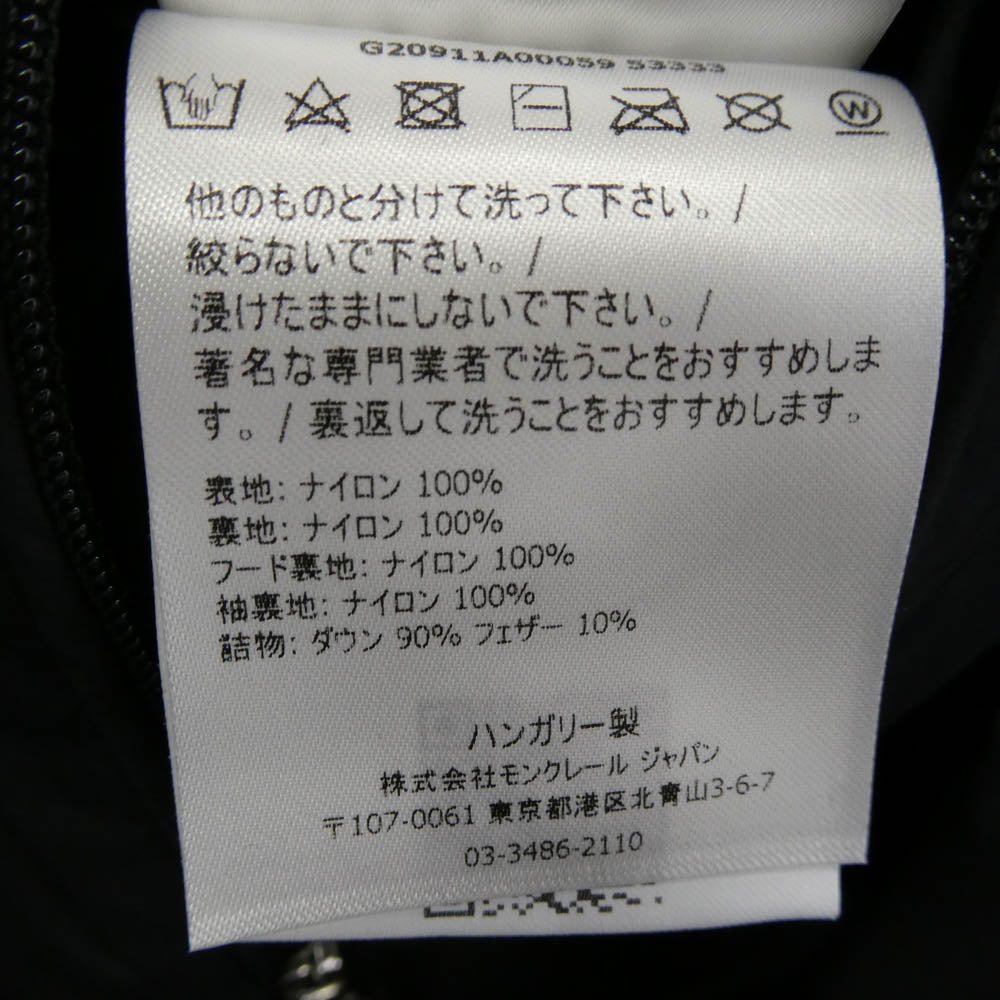 G20911A00059 53333
W
他のものと分けて洗って下さい。/
絞らないで下さい。/
浸けたままにしないで下さい。/
著名な専門業者で洗うことをおすすめしま
す。/ 裏返して洗うことをおすすめします。
表地: ナイロン 100%
裏地: ナイロン 100%
フード裏地: ナイロン 100%
袖裏地: ナイロン 100%
詰物: ダウン 90% フェザー 10%
ハンガリー製
株式会社モンクレール ジャパン
〒107-0061 東京都港区北青山3-6-7
03-3486-2110